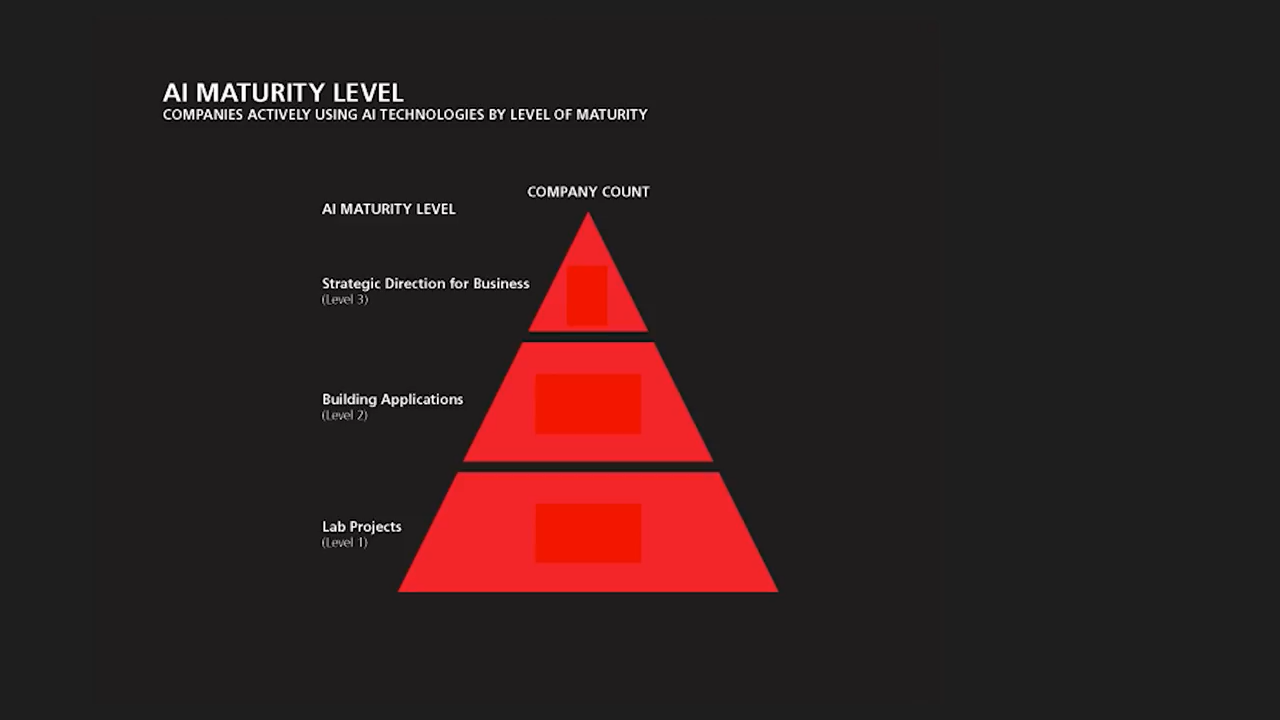 AI MATURITY LEVEL
COMPANIES ACTIVELY USING AI TECHNOLOGIES BY LEVEL OF MATURITY
COMPANY COUNT
AI MATURITY LEVEL
Strategic Direction for Business
(Level 3)
Building Applications
(Level 2)
Lab Projects
(Level 1)